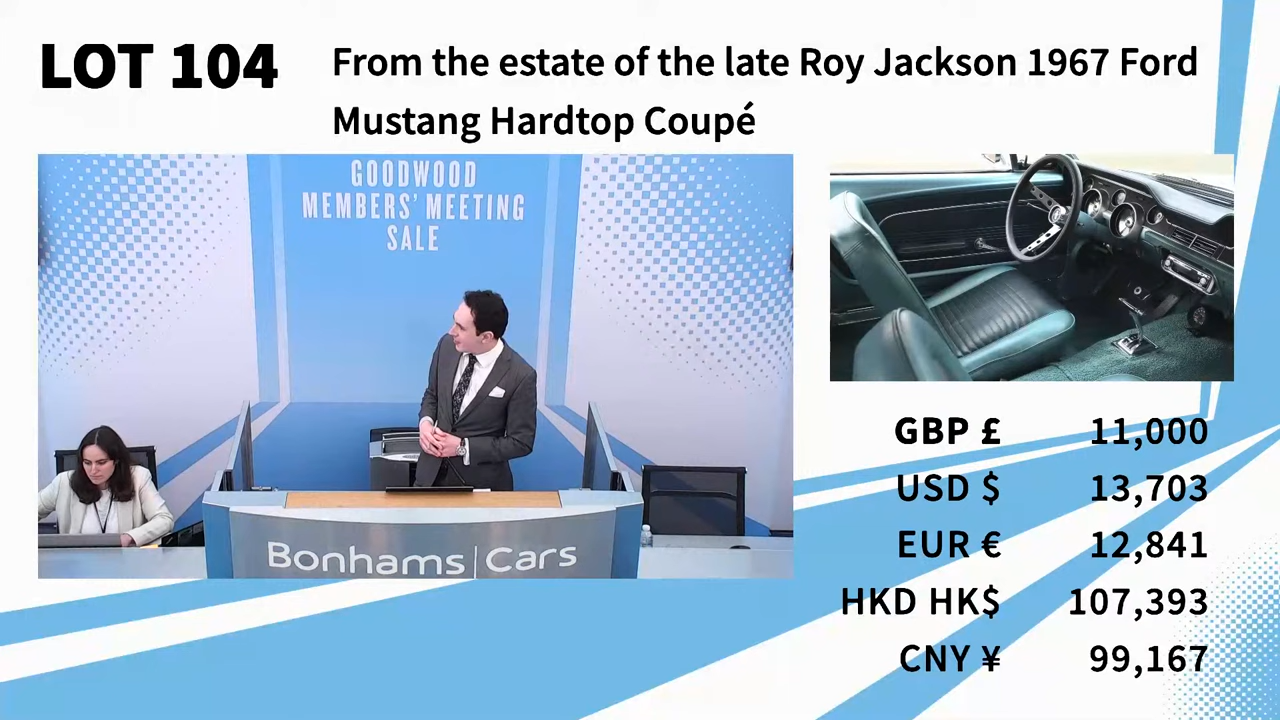 LOT 104
From the estate of the late Roy Jackson 1967 Ford
Mustang Hardtop Coupé
GOODWOOD
MEMBERS' MEETING
SALE
Bonhams|Cars
GBP £ 11,000
USD $ 13,703
EUR € 12,841
HKD HK$ 107,393
CNY ¥ 99,167